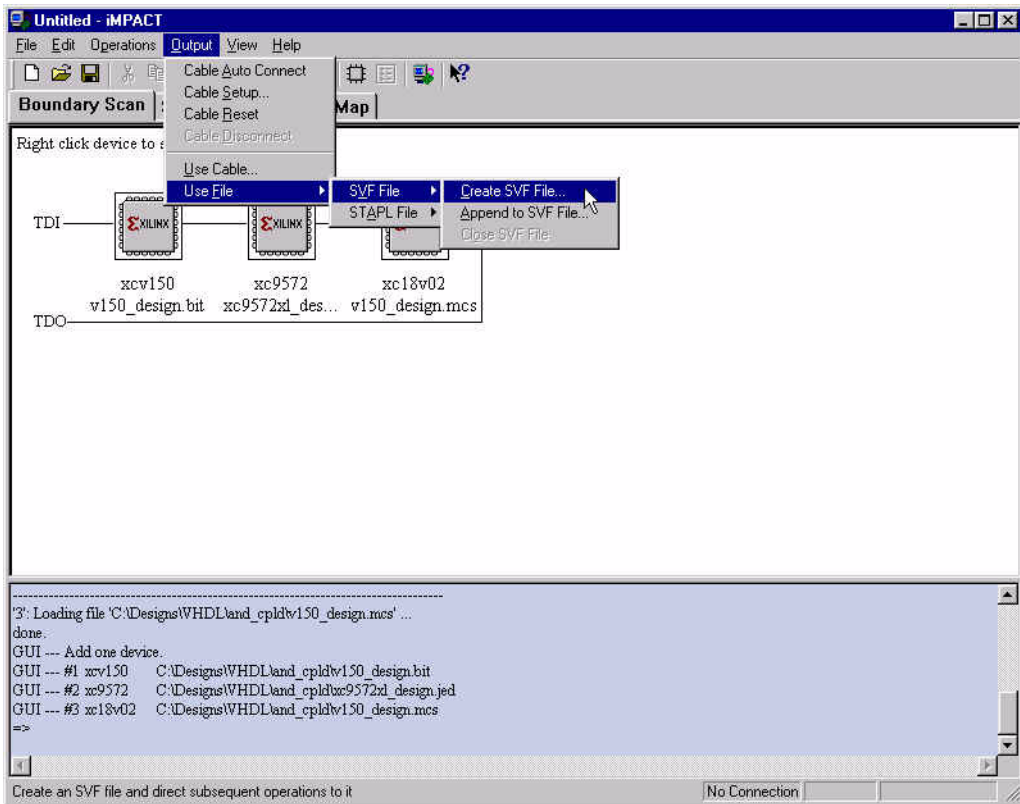 Untitled - iMPACT
File Edit Operations Output View Help
Cable Auto Connect
Cable Setup...
Cable Reset
Cable Disconnect
Use Cable...
Use File
SVF File
STAPL File
Create SVF File...
Append to SVF File...
Close SVF File
Boundary Scan
Map
Right click device to
TDI
XILINX XILINX
xcv150 xc9572 xc18v02
v150_design.bit xc9572xl_des... v150_design.mcs
TDO
'3': Loading file 'C:\Designs\VHDL\and_cpld\v150_design.mcs' ...
done.
GUI --- Add one device.
GUI --- #1 xcv150 C:\Designs\VHDL\and_cpld\v150_design.bit
GUI --- #2 xc9572 C:\Designs\VHDL\and_cpld\xc9572xl_design.jed
GUI --- #3 xc18v02 C:\Designs\VHDL\and_cpld\v150_design.mcs
=>
Create an SVF file and direct subsequent operations to it
No Connection